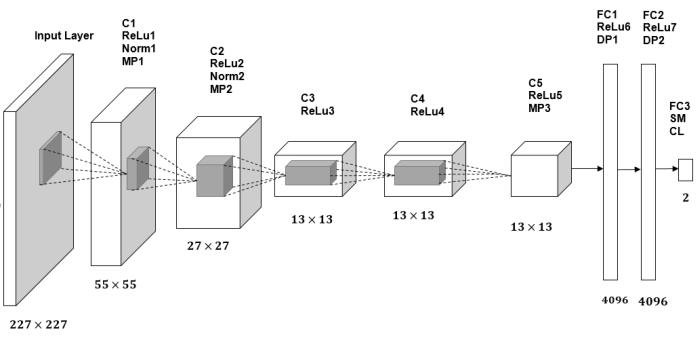 Input Layer
C1
ReLu1
Norm1
MP1
C2
ReLu2
Norm2
MP2
C3
ReLu3
C4
ReLu4
C5
ReLu5
MP3
FC1
ReLu6
DP1
FC2
ReLu7
DP2
FC3
SM
CL
227 × 227
55 × 55
27 × 27
13 × 13
13 × 13
13 × 13
4096
4096
2